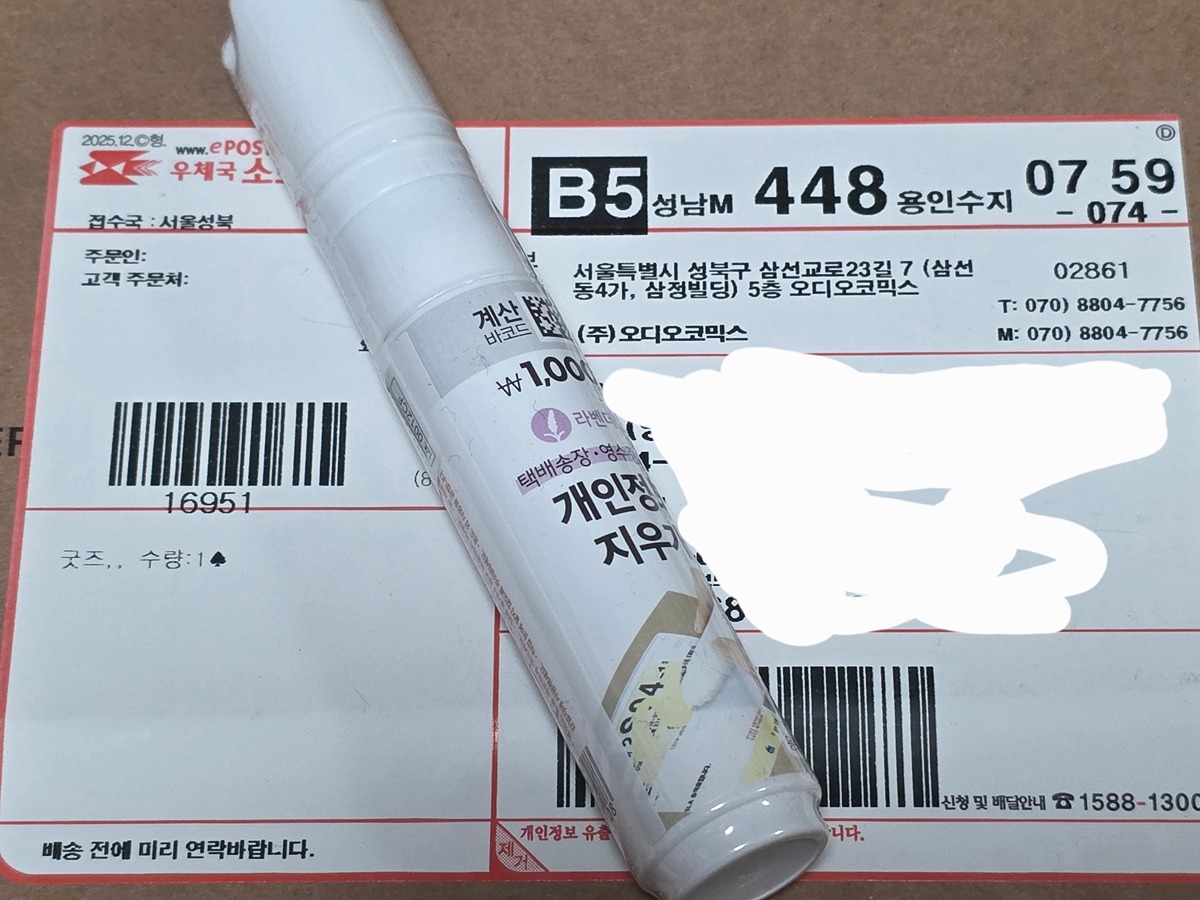 2025.12.Ⓒ형.
www.ePOS
우체국 소
접수국 : 서울성북
주문인:
고객 주문처:
16951
굿즈,, 수량:1♠
배송 전에 미리 연락바랍니다.
계산
바코드
₩1,000
라벤더
택배송장·영수
개인정
지우
Ⓓ
B5 성남M 448 용인수지 07 59
- 074 -
서울특별시 성북구 삼선교로23길 7 (삼선
동4가, 삼정빌딩) 5층 오디오코믹스
02861
T: 070) 8804-7756
(주)오디오코믹스
M: 070) 8804-7756
신청 및 배달안내 ☎1588-1300
제거
개인정보 유출
니다.